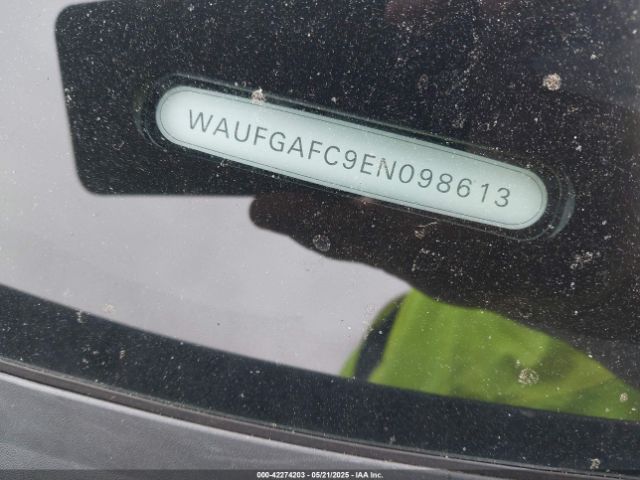 WAUFGAFC9EN098613
000-42274203 - 05/21/2025 - IAA Inc.